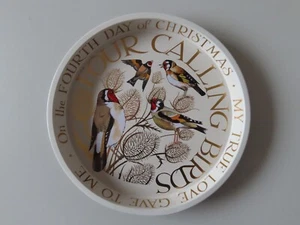 On the FOURTH DAY of CHRISTMAS • MY TRUE LOVE GAVE TO ME •
FOUR CALLING BIRDS